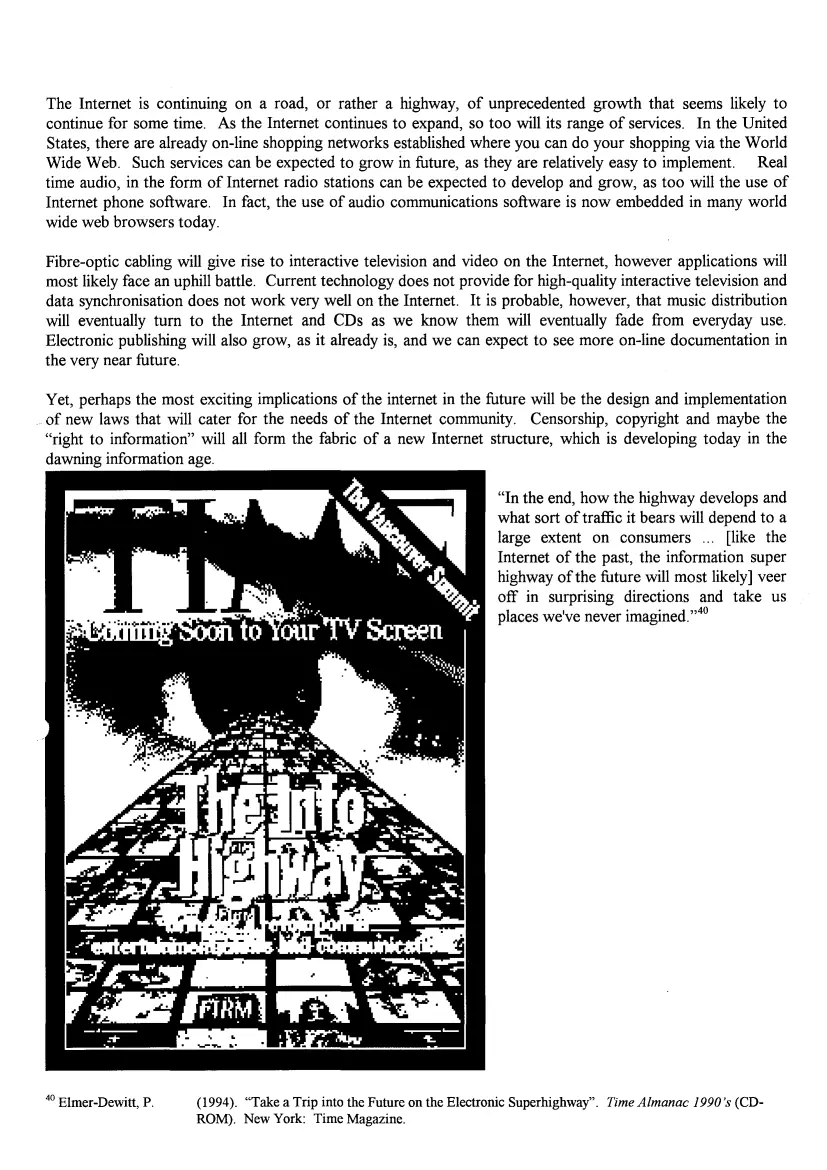 The Internet is continuing on a road, or rather a highway, of unprecedented growth that seems likely to
continue for some time. As the Internet continues to expand, so too will its range of services. In the United
States, there are already on-line shopping networks established where you can do your shopping via the World
Wide Web. Such services can be expected to grow in future, as they are relatively easy to implement. Real
time audio, in the form of Internet radio stations can be expected to develop and grow, as too will the use of
Internet phone software. In fact, the use of audio communications software is now embedded in many world
wide web browsers today.
Fibre-optic cabling will give rise to interactive television and video on the Internet, however applications will
most likely face an uphill battle. Current technology does not provide for high-quality interactive television and
data synchronisation does not work very well on the Internet. It is probable, however, that music distribution
will eventually turn to the Internet and CDs as we know them will eventually fade from everyday use.
Electronic publishing will also grow, as it already is, and we can expect to see more on-line documentation in
the very near future.
Yet, perhaps the most exciting implications of the internet in the future will be the design and implementation
of new laws that will cater for the needs of the Internet community. Censorship, copyright and maybe the
“right to information” will all form the fabric of a new Internet structure, which is developing today in the
dawning information age.
The Vancouver Summit
Coming Soon to Your TV Screen
The Info
Highway
entertainment and communications
FTRM
“In the end, how the highway develops and
what sort of traffic it bears will depend to a
large extent on consumers ... [like the
Internet of the past, the information super
highway of the future will most likely] veer
off in surprising directions and take us
places we've never imagined.”40
40 Elmer-Dewitt, P. (1994). “Take a Trip into the Future on the Electronic Superhighway”. Time Almanac 1990's (CD-
ROM). New York: Time Magazine.